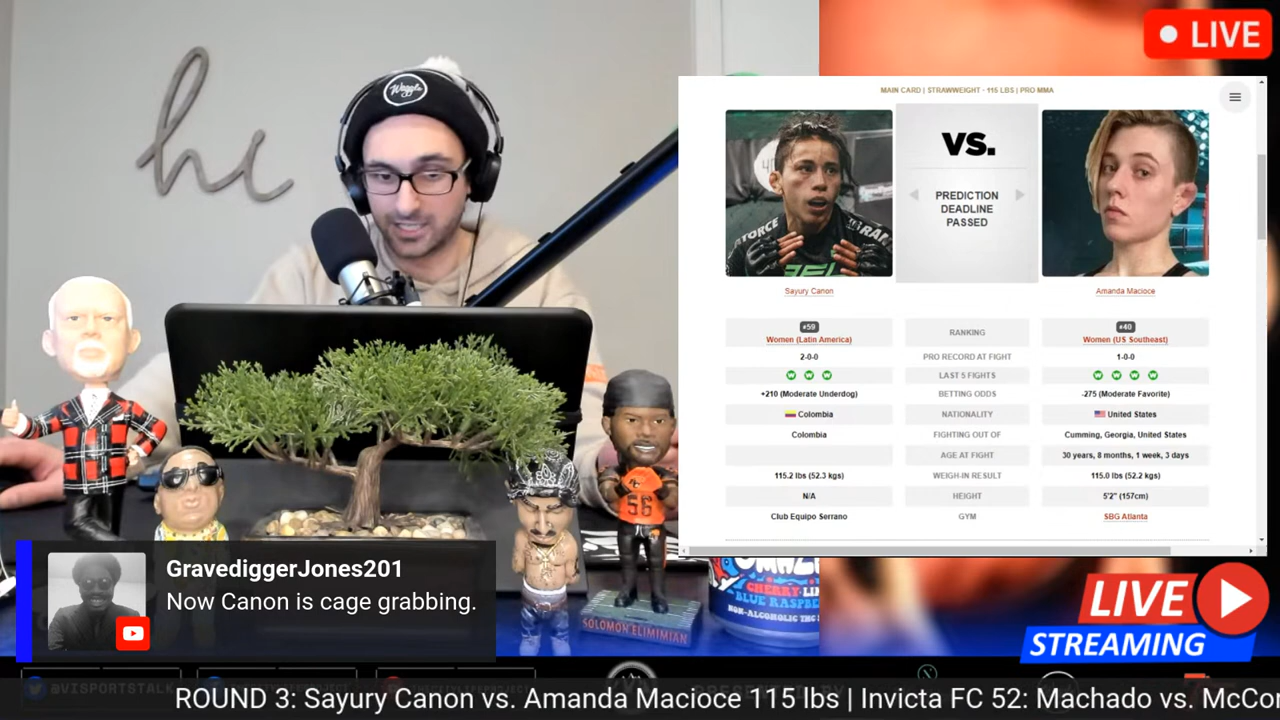 hi
Waggle
LIVE
MAIN CARD | STRAWWEIGHT · 115 LBS | PRO MMA
VS.
PREDICTION
DEADLINE
PASSED
Sayury Canon
Amanda Macioce
#59
RANKING
#40
Women (Latin America)
Women (US Southeast)
2-0-0
PRO RECORD AT FIGHT
1-0-0
W W W
LAST 5 FIGHTS
W W W W
+210 (Moderate Underdog)
BETTING ODDS
-275 (Moderate Favorite)
Colombia
NATIONALITY
United States
Colombia
FIGHTING OUT OF
Cumming, Georgia, United States
AGE AT FIGHT
30 years, 8 months, 1 week, 3 days
115.2 lbs (52.3 kgs)
WEIGH-IN RESULT
115.0 lbs (52.2 kgs)
N/A
HEIGHT
5'2" (157cm)
Club Equipo Serrano
GYM
SBG Atlanta
56
SOLOMON ELIMIMIAN
BLUE RASPB
GravediggerJones201
Now Canon is cage grabbing.
LIVE
STREAMING
@VISPORTSTALK
ROUND 3: Sayury Canon vs. Amanda Macioce 115 lbs | Invicta FC 52: Machado vs. McCor